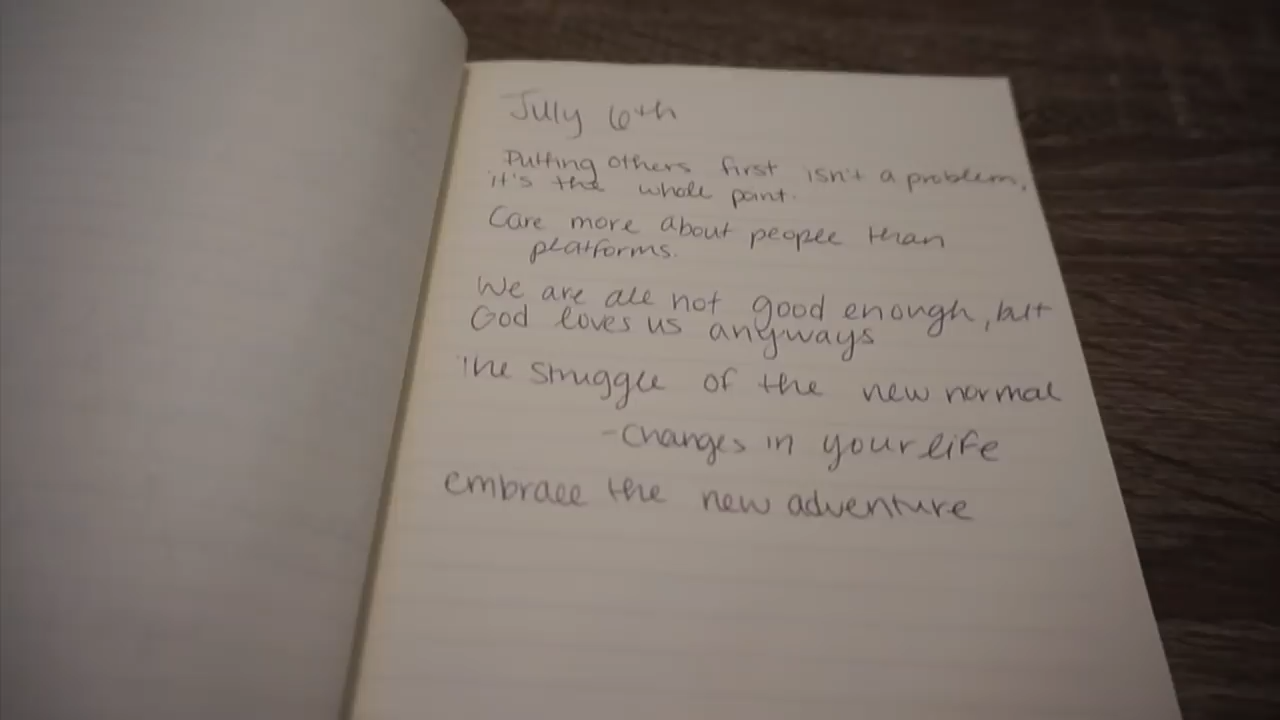 July 6th
Putting others first isn't a problem,
it's the whole point.
Care more about people than
platforms.
We are all not good enough, but
God loves us anyways
The struggle of the new normal
-Changes in your life
embrace the new adventure